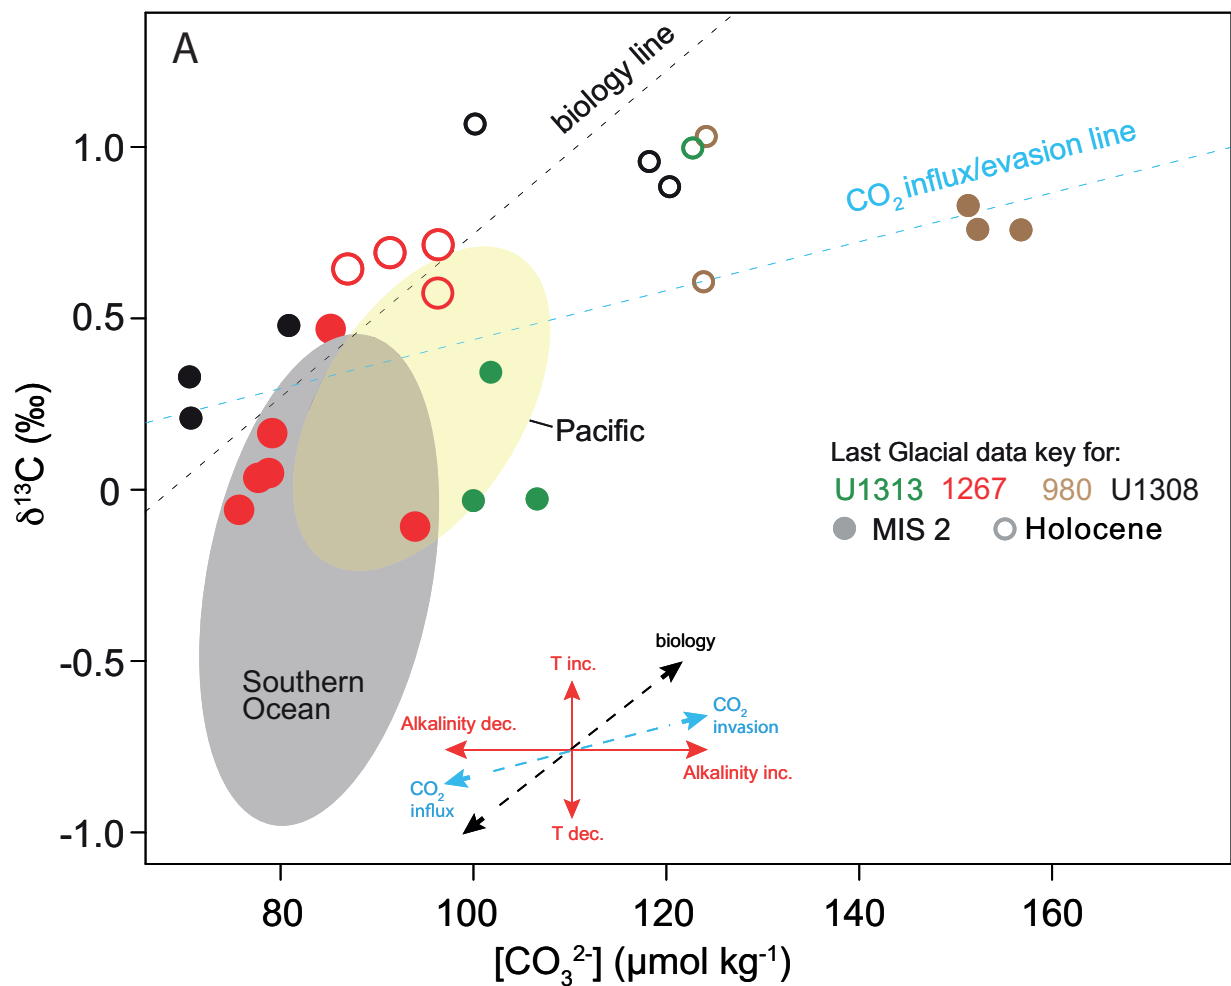 A
biology line
CO2 influx/evasion line
1.0
0.5
0
-0.5
-1.0
δ13C (‰)
Pacific
Last Glacial data key for:
U1313 1267 980 U1308
MIS 2 Holocene
Southern
Ocean
biology
T inc.
CO2
invasion
Alkalinity dec.
Alkalinity inc.
CO2
influx
T dec.
80 100 120 140 160
[CO32-] (μmol kg-1)